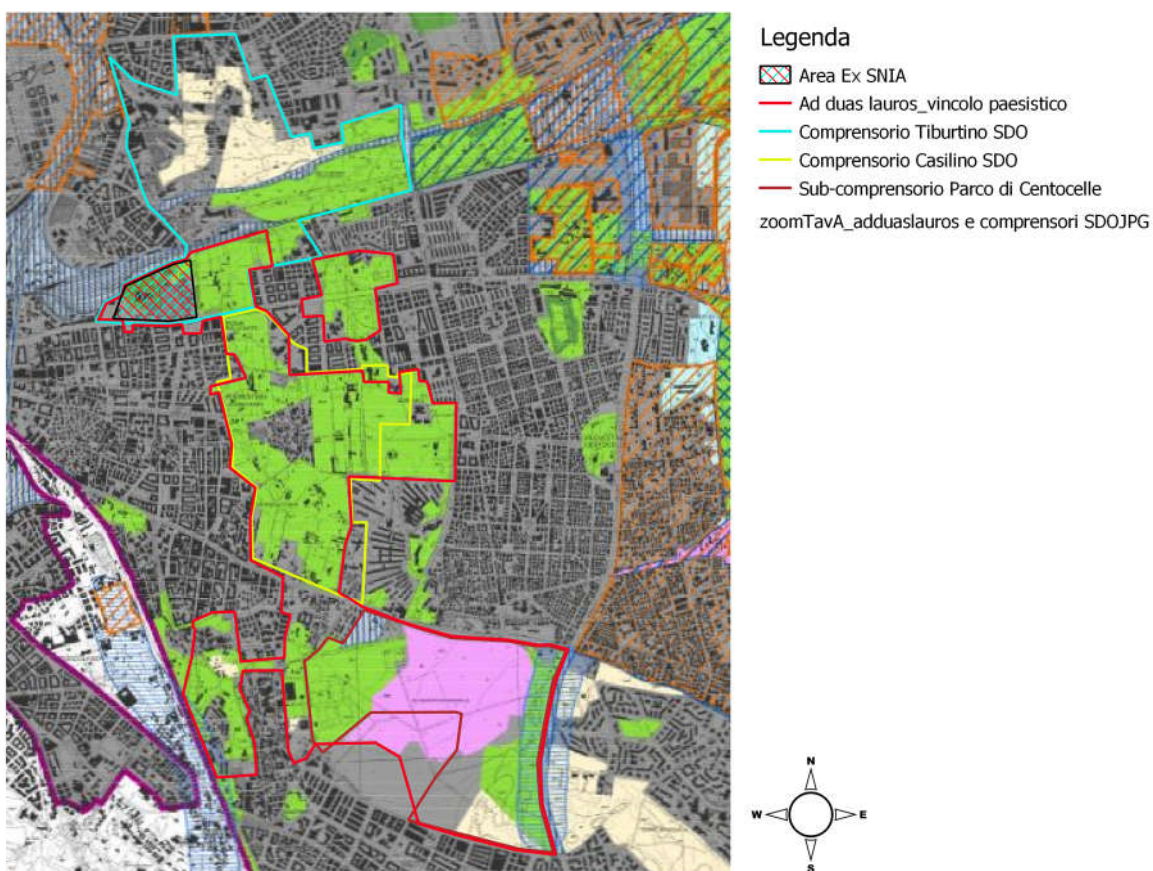 Legenda
Area Ex SNIA
Ad duas lauros_vincolo paesistico
Comprensorio Tiburtino SDO
Comprensorio Casilino SDO
Sub-comprensorio Parco di Centocelle
zoomTavA_adduaslauros e comprensori SDOJPG
N
W E
S